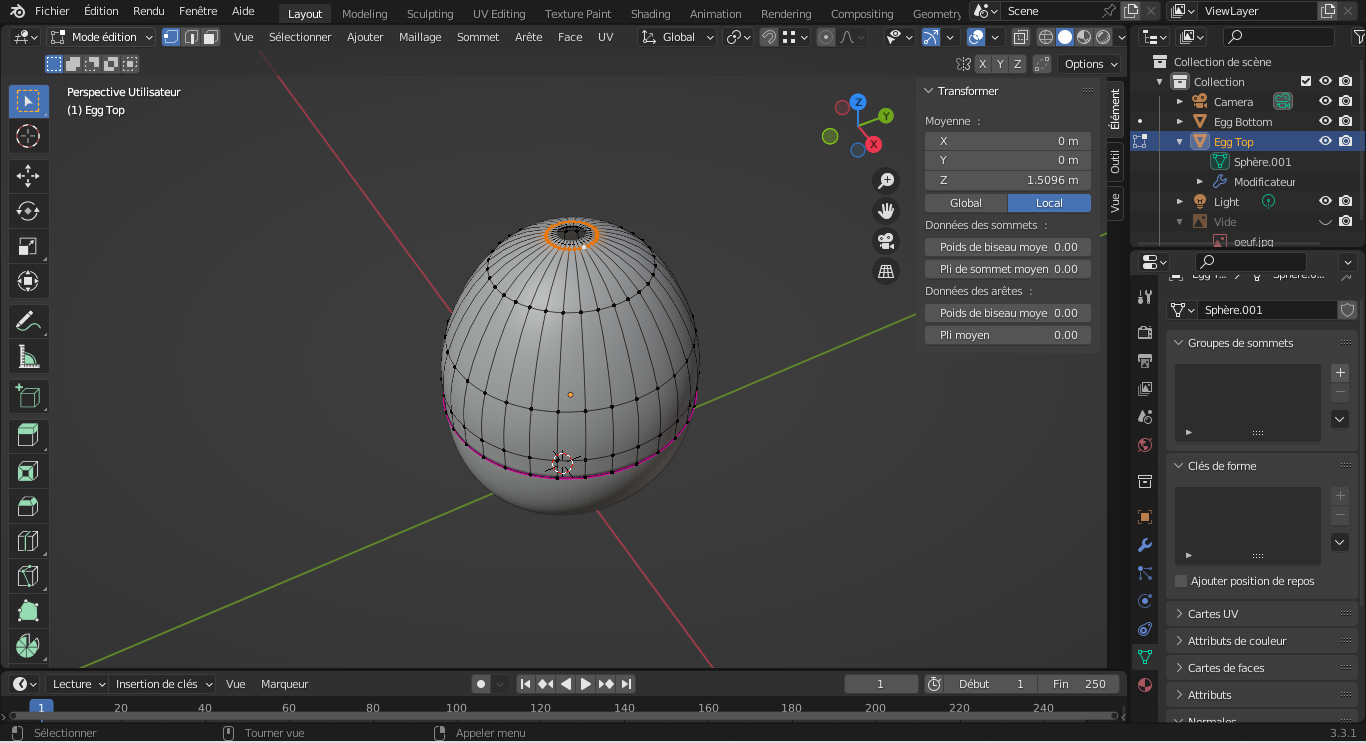 Fichier Édition Rendu Fenêtre Aide Layout Modeling Sculpting UV Editing Texture Paint Shading Animation Rendering Compositing Geometry Scene ViewLayer
Mode édition Vue Sélectionner Ajouter Maillage Sommet Arête Face UV Global
X Y Z Options
Perspective Utilisateur
(1) Egg Top
Z
Y
X
Transformer
Moyenne :
X 0 m
Y 0 m
Z 1.5096 m
Global Local
Données des sommets :
Poids de biseau moye 0.00
Pli de sommet moyen 0.00
Données des arêtes :
Poids de biseau moye 0.00
Pli moyen 0.00
Élément
Outil
Vue
Collection de scène
Collection
Camera
Egg Bottom
Egg Top
Sphère.001
Modificateur
Light
Vide
oeuf.jpg
Sphère.001
Groupes de sommets
Clés de forme
Ajouter position de repos
Cartes UV
Attributs de couleur
Cartes de faces
Attributs
Normales
Lecture Insertion de clés Vue Marqueur 1 Début 1 Fin 250
1 20 40 60 80 100 120 140 160 180 200 220 240
Sélectionner Tourner vue Appeler menu 3.3.1